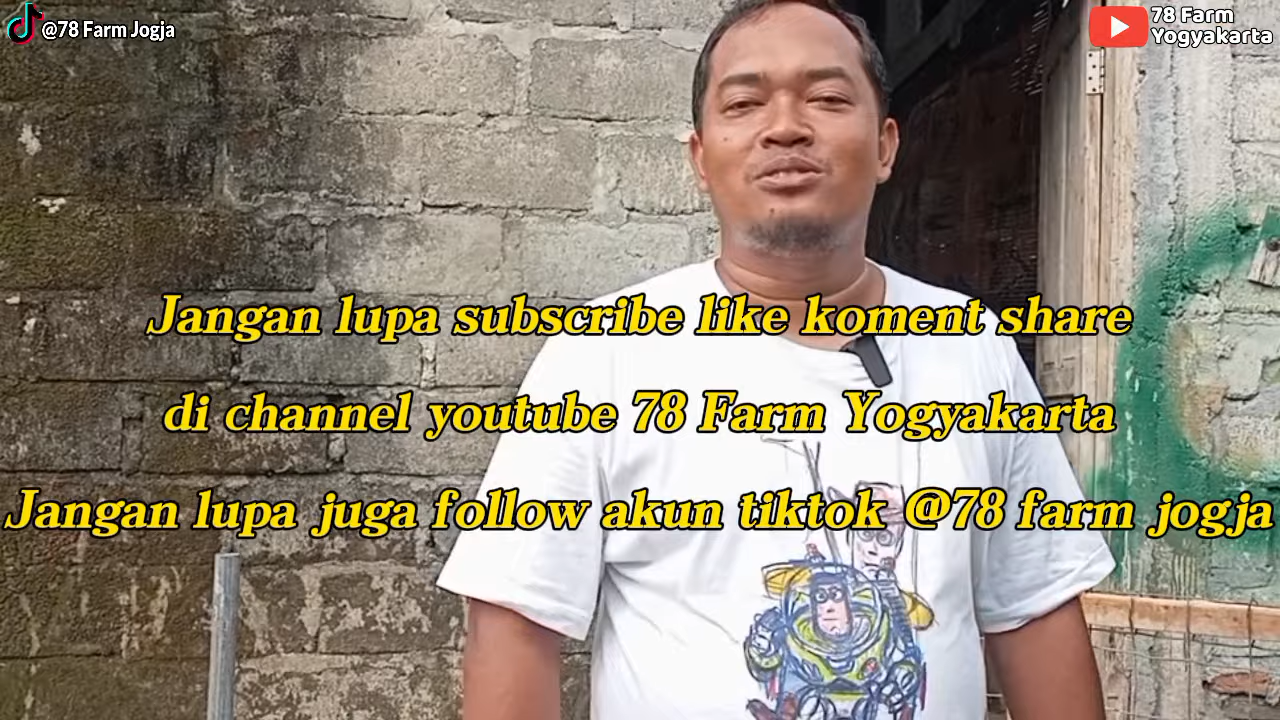 @78 Farm Jogja
78 Farm
Yogyakarta
Jangan lupa subscribe like koment share
di channel youtube 78 Farm Yogyakarta
Jangan lupa juga follow akun tiktok @78 farm jogja